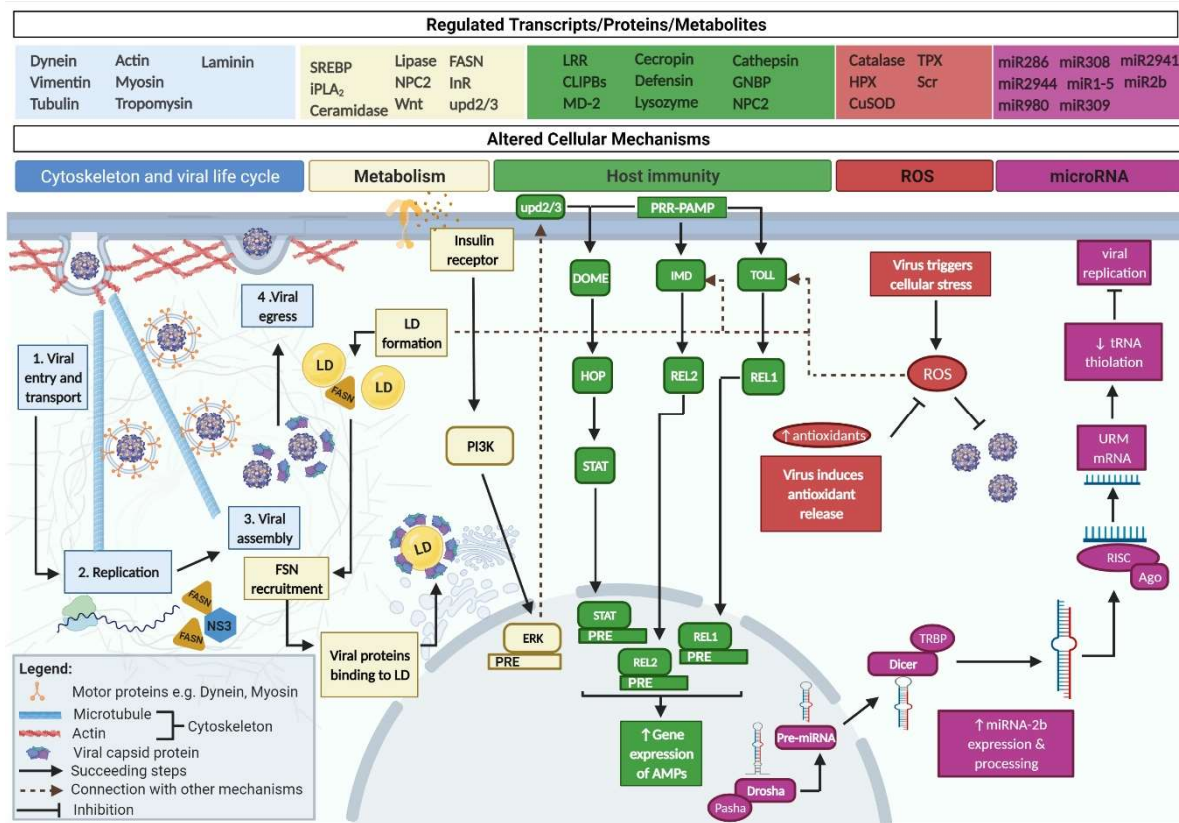 Regulated Transcripts/Proteins/Metabolites
Dynein Actin Laminin
Vimentin Myosin
Tubulin Tropomysin
SREBP Lipase FASN
iPLA₂ NPC2 InR
Ceramidase Wnt upd2/3
LRR Cecropin Cathepsin
CLIPBs Defensin GNBP
MD-2 Lysozyme NPC2
Catalase TPX
HPX Scr
CuSOD
miR286 miR308 miR2941
miR2944 miR1-5 miR2b
miR980 miR309
Altered Cellular Mechanisms
Cytoskeleton and viral life cycle
Metabolism
Host immunity
ROS
microRNA
1. Viral
entry and
transport
2. Replication
3. Viral
assembly
4 .Viral
egress
FASN
FASN
NS3
Insulin
receptor
LD
formation
LD
LD
FASN
PI3K
FSN
recruitment
Viral proteins
binding to LD
LD
ERK
PRE
upd2/3
PRR-PAMP
DOME
IMD
TOLL
HOP
REL2
REL1
STAT
STAT
PRE
REL2
PRE
REL1
PRE
↑ Gene
expression
of AMPs
Virus triggers
cellular stress
ROS
↑ antioxidants
Virus induces
antioxidant
release
viral
replication
↓ tRNA
thiolation
URM
mRNA
RISC
Ago
TRBP
Dicer
Pre-miRNA
Drosha
Pasha
↑ miRNA-2b
expression &
processing
Legend:
Motor proteins e.g. Dynein, Myosin
Microtubule
Actin
Cytoskeleton
Viral capsid protein
Succeeding steps
Connection with other mechanisms
Inhibition